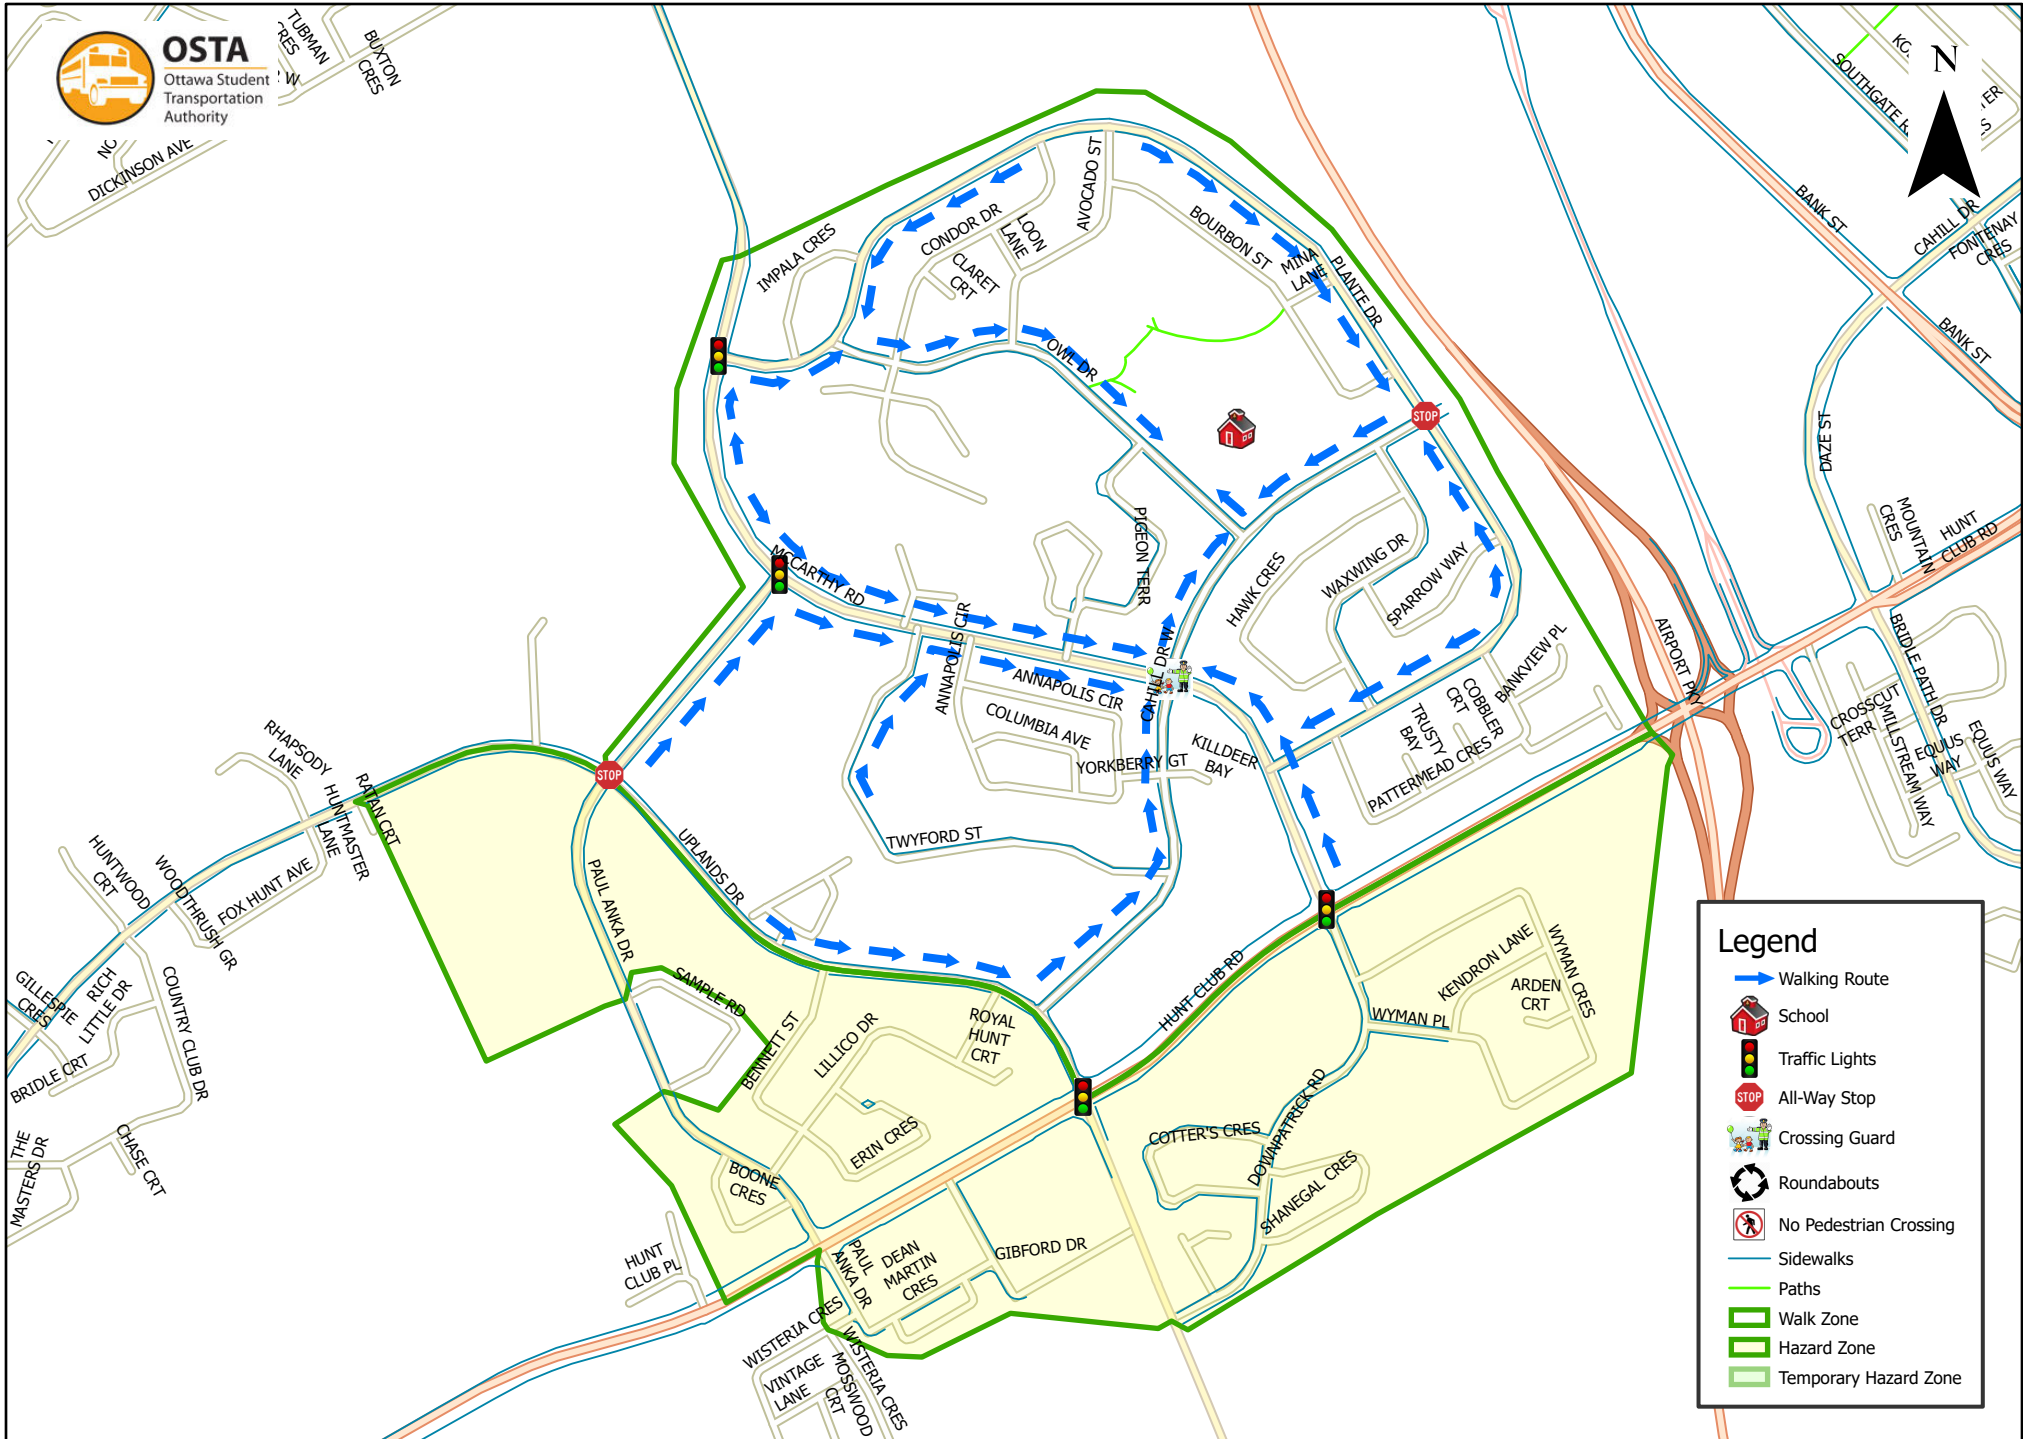 OSTA
Ottawa Student
Transportation
Authority
TUBMAN
CRES
BUXTON
CRES
DICKINSON AVE
N
SOUTHGATE
BANK ST
CAHILL DR
FONTENAY
CRES
BANK ST
DAZE ST
MOUNTAIN
CRES
HUNT
CLUB RD
BRIDLE PATH DR
CROSSCUT
TERR
MILLSTREAM WAY
EQUUS
WAY
EQUUS WAY
AIRPORT PKY
IMPALA CRES
CONDOR DR
LOON
LANE
CLARET
CRT
AVOCADO ST
BOURBON ST
MINA
LANE
PLANTE DR
OWL DR
STOP
PIGEON TERR
HAWK CRES
WAXWING DR
SPARROW WAY
MCCARTHY RD
ANNAPOLIS CIR
ANNAPOLIS CIR
CAHILL DR W
COLUMBIA AVE
YORKBERRY GT
KILLDEER
BAY
BANKVIEW PL
COBBLER
CRT
TRUSTY
BAY
PATTERMEAD CRES
TWYFORD ST
STOP
RHAPSODY
LANE
RATAN CRT
HUNTMASTER
LANE
HUNTWOOD
CRT
WOODTHRUSH GR
FOX HUNT AVE
UPLANDS DR
PAUL ANKA DR
SAMPLE RD
BENNETT ST
LILLICO DR
ROYAL
HUNT
CRT
ERIN CRES
BOONE
CRES
HUNT CLUB RD
KENDRON LANE
WYMAN CRES
ARDEN
CRT
WYMAN PL
DOWNPATRICK RD
COTTER'S CRES
SHANEGAL CRES
GILLESPIE
CRES
RICH
LITTLE DR
COUNTRY CLUB DR
BRIDLE CRT
THE
MASTERS DR
CHASE CRT
HUNT
CLUB PL
PAUL
ANKA DR
DEAN
MARTIN
CRES
GIBFORD DR
WISTERIA CRES
WISTERIA CRES
VINTAGE
LANE
MOSSWOOD
CRT
Legend
Walking Route
School
Traffic Lights
STOP
All-Way Stop
Crossing Guard
Roundabouts
No Pedestrian Crossing
Sidewalks
Paths
Walk Zone
Hazard Zone
Temporary Hazard Zone